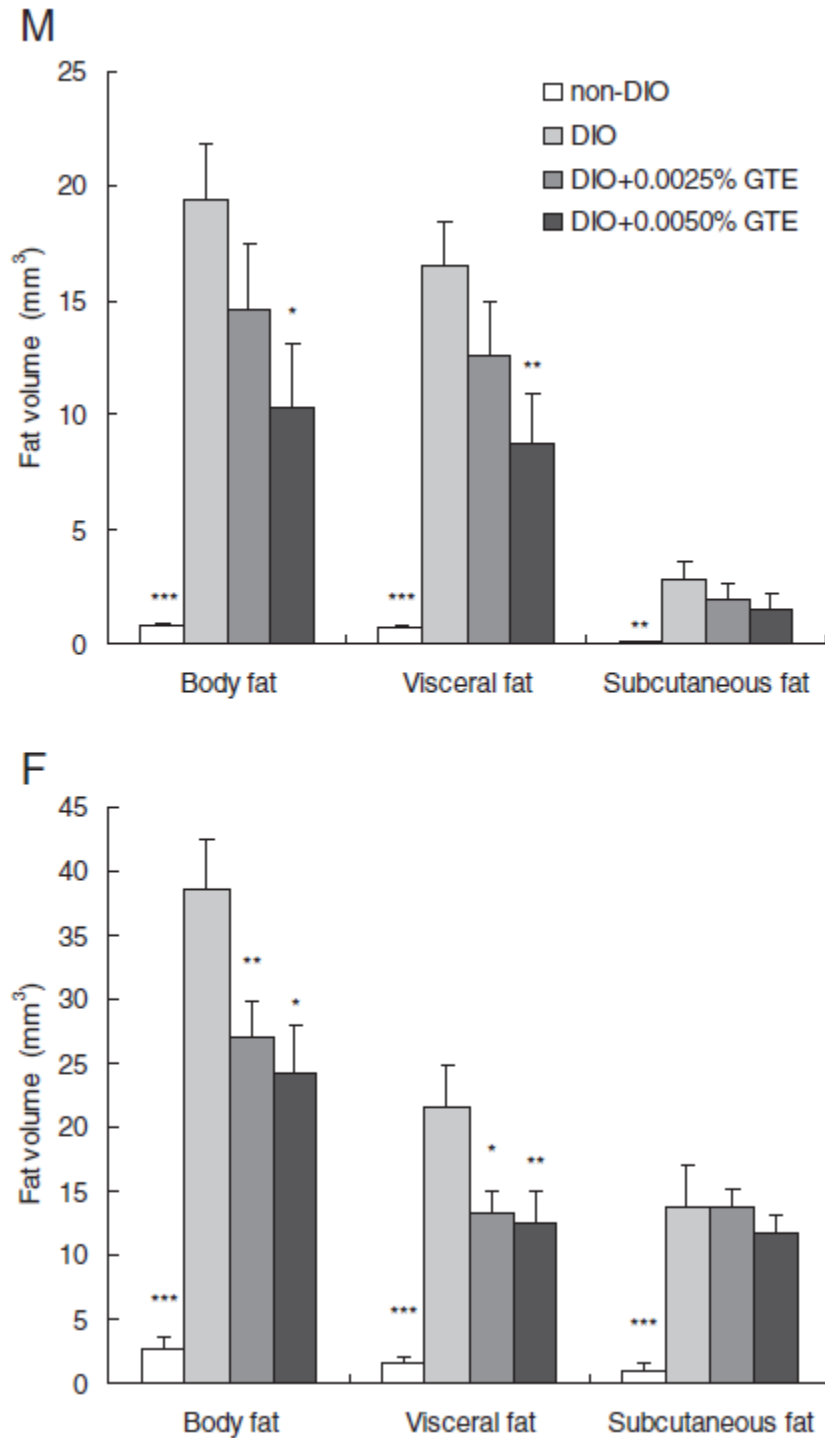 M
25
20
15
10
5
0
Fat volume (mm³)
non-DIO
DIO
DIO+0.0025% GTE
DIO+0.0050% GTE
***
*
***
**
**
Body fat
Visceral fat
Subcutaneous fat
F
45
40
35
30
25
20
15
10
5
0
Fat volume (mm³)
***
**
*
***
*
**
***
Body fat
Visceral fat
Subcutaneous fat